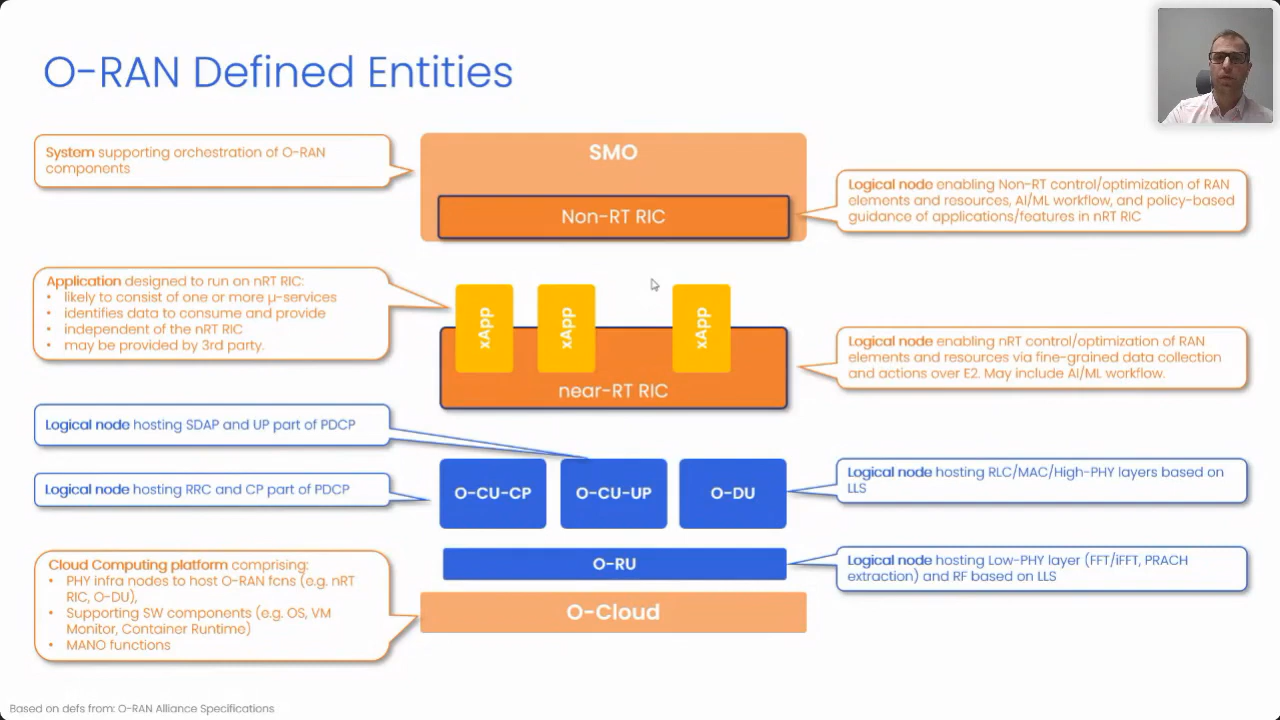 O-RAN Defined Entities
System supporting orchestration of O-RAN
components
SMO
Non-RT RIC
Logical node enabling Non-RT control/optimization of RAN
elements and resources, AI/ML workflow, and policy-based
guidance of applications/features in nRT RIC
Application designed to run on nRT RIC:
• likely to consist of one or more µ-services
• identifies data to consume and provide
• independent of the nRT RIC
• may be provided by 3rd party.
xApp
xApp
xApp
near-RT RIC
Logical node enabling nRT control/optimization of RAN
elements and resources via fine-grained data collection
and actions over E2. May include AI/ML workflow.
Logical node hosting SDAP and UP part of PDCP
Logical node hosting RRC and CP part of PDCP
O-CU-CP
O-CU-UP
O-DU
Logical node hosting RLC/MAC/High-PHY layers based on
LLS
O-RU
Logical node hosting Low-PHY layer (FFT/iFFT, PRACH
extraction) and RF based on LLS
Cloud Computing platform comprising:
• PHY infra nodes to host O-RAN fcns (e.g. nRT
RIC, O-DU),
• Supporting SW components (e.g. OS, VM
Monitor, Container Runtime)
• MANO functions
O-Cloud
Based on defs from: O-RAN Alliance Specifications